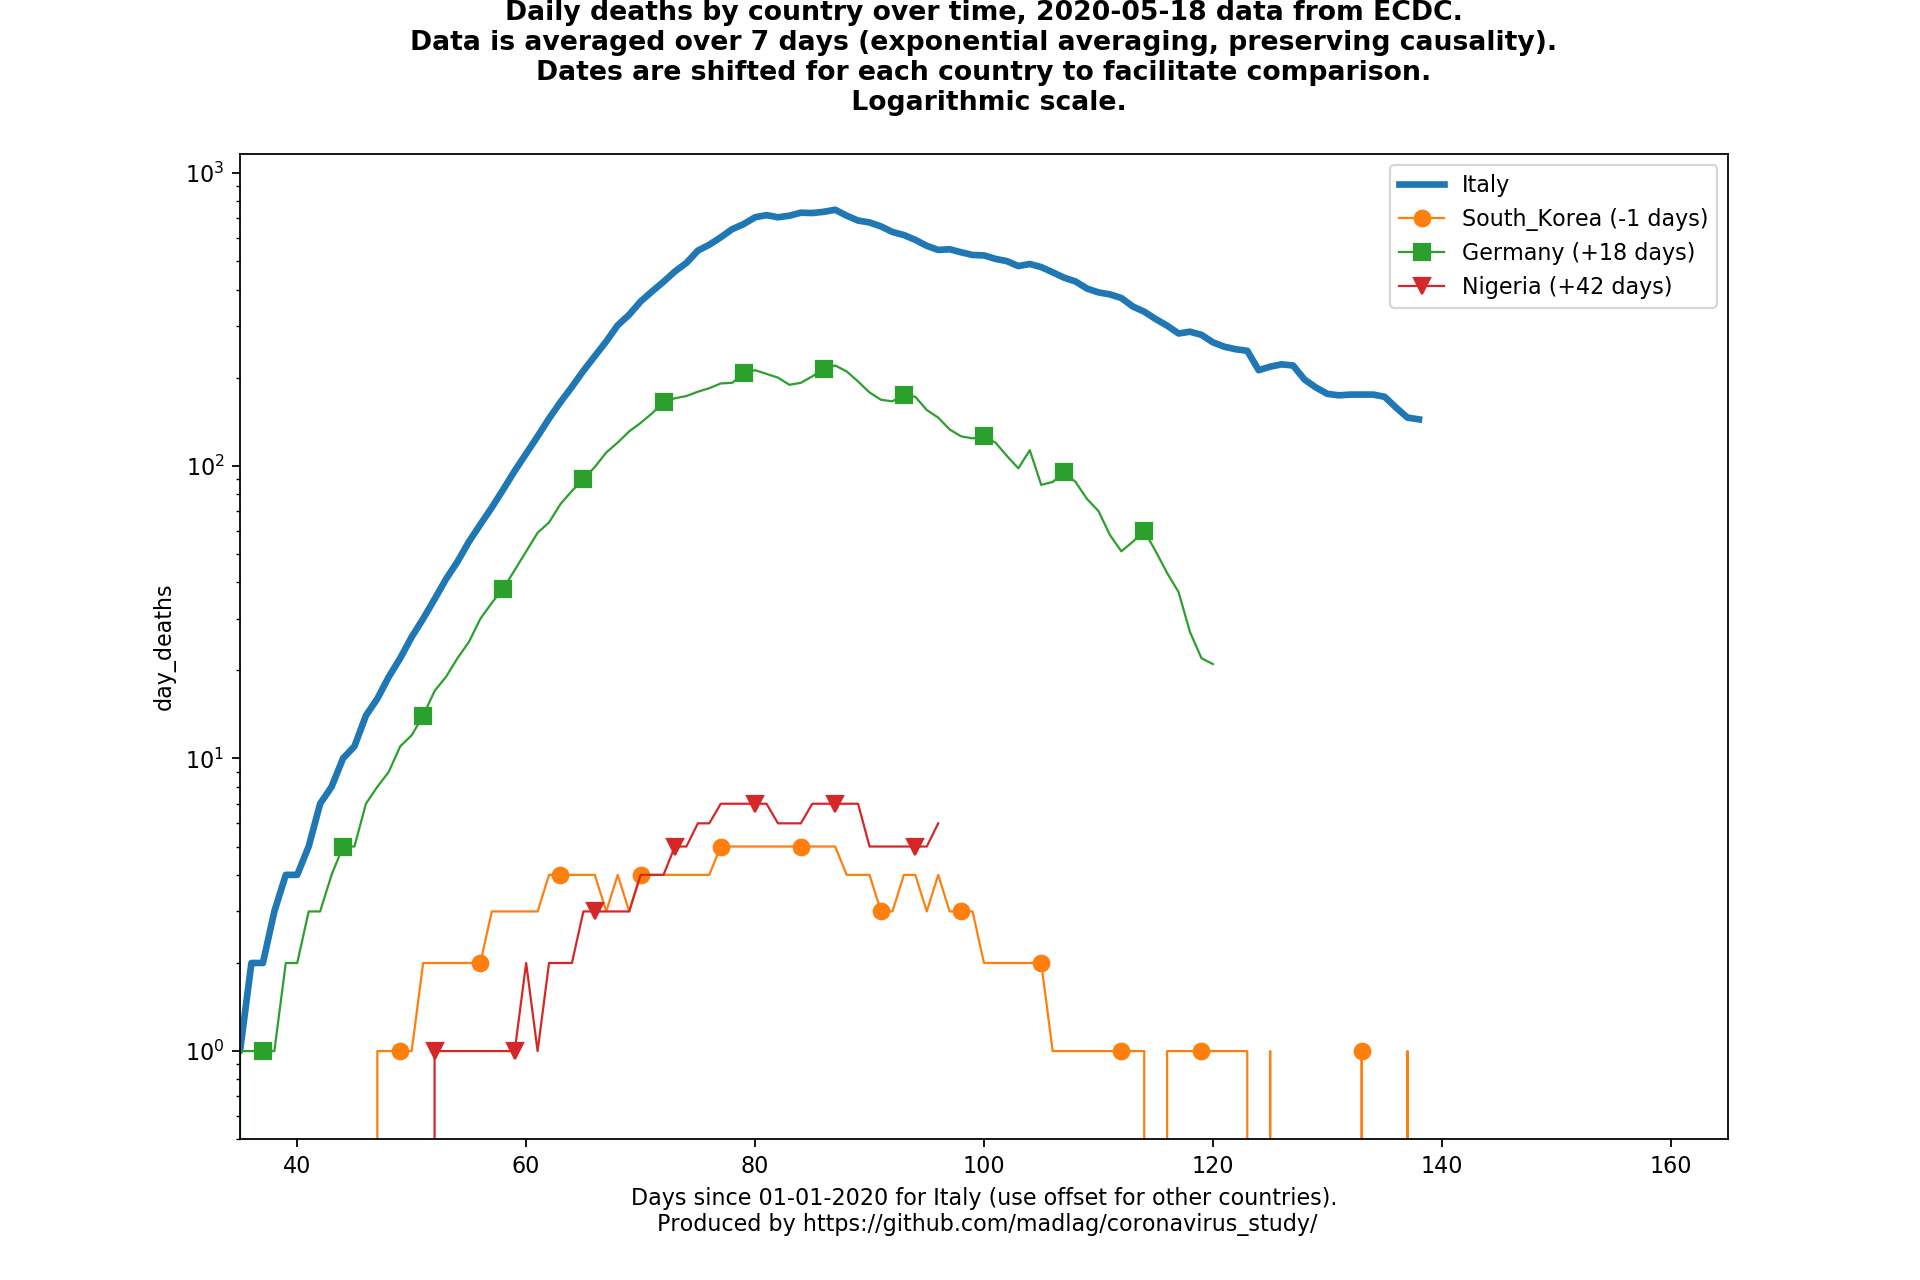 Daily deaths by country over time, 2020-05-18 data from ECDC.
Data is averaged over 7 days (exponential averaging, preserving causality).
Dates are shifted for each country to facilitate comparison.
Logarithmic scale.
10³
10²
10¹
10⁰
day_deaths
Italy
South_Korea (-1 days)
Germany (+18 days)
Nigeria (+42 days)
40 60 80 100 120 140 160
Days since 01-01-2020 for Italy (use offset for other countries).
Produced by https://github.com/madlag/coronavirus_study/